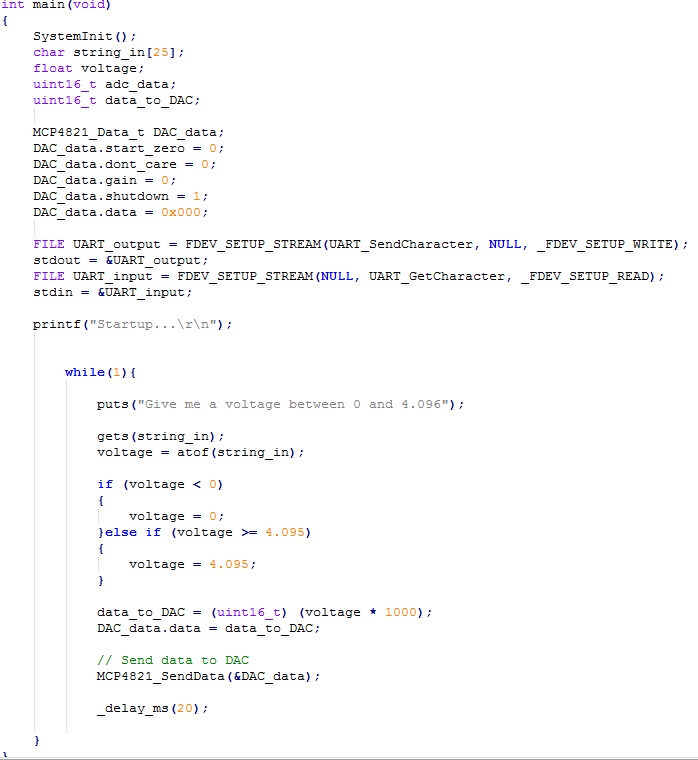 int main(void)
{
SystemInit();
char string_in[25];
float voltage;
uint16_t adc_data;
uint16_t data_to_DAC;
MCP4821_Data_t DAC_data;
DAC_data.start_zero = 0;
DAC_data.dont_care = 0;
DAC_data.gain = 0;
DAC_data.shutdown = 1;
DAC_data.data = 0x000;
FILE UART_output = FDEV_SETUP_STREAM(UART_SendCharacter, NULL, _FDEV_SETUP_WRITE);
stdout = &UART_output;
FILE UART_input = FDEV_SETUP_STREAM(NULL, UART_GetCharacter, _FDEV_SETUP_READ);
stdin = &UART_input;
printf("Startup...\r\n");
while(1){
puts("Give me a voltage between 0 and 4.096");
gets(string_in);
voltage = atof(string_in);
if (voltage < 0)
{
voltage = 0;
}else if (voltage >= 4.095)
{
voltage = 4.095;
}
data_to_DAC = (uint16_t) (voltage * 1000);
DAC_data.data = data_to_DAC;
// Send data to DAC
MCP4821_SendData(&DAC_data);
_delay_ms(20);
}
}